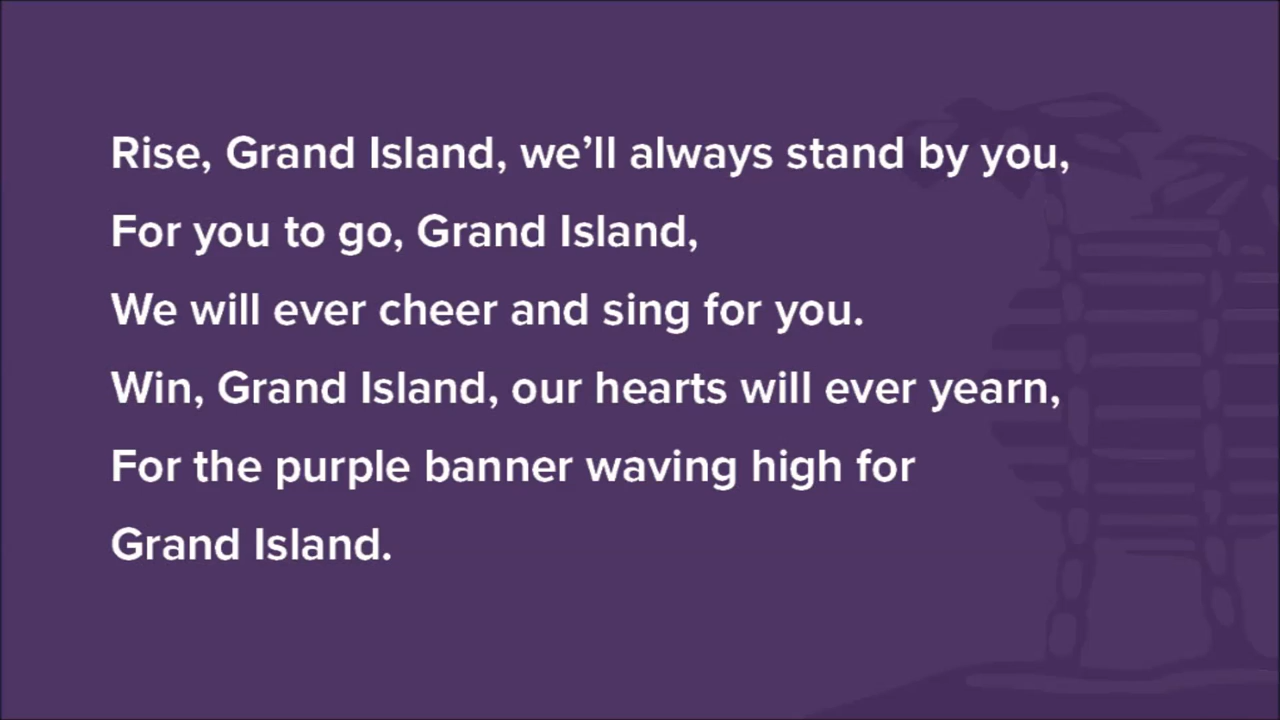 Rise, Grand Island, we’ll always stand by you,
For you to go, Grand Island,
We will ever cheer and sing for you.
Win, Grand Island, our hearts will ever yearn,
For the purple banner waving high for
Grand Island.